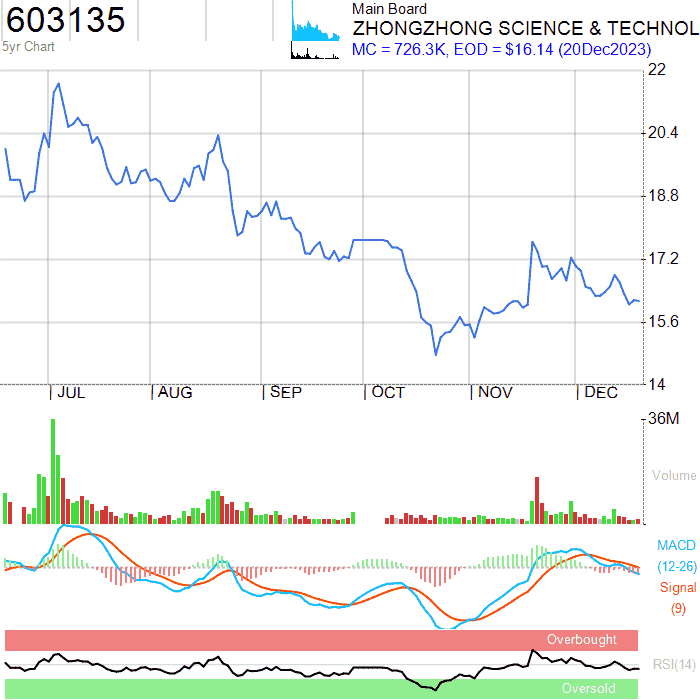 603135
5yr Chart
Main Board
ZHONGZHONG SCIENCE & TECHNOL
MC = 726.3K, EOD = $16.14 (20Dec2023)
22
20.4
18.8
17.2
15.6
14
JUL AUG SEP OCT NOV DEC
36M
Volume
MACD
(12-26)
Signal
(9)
Overbought
RSI(14)
Oversold